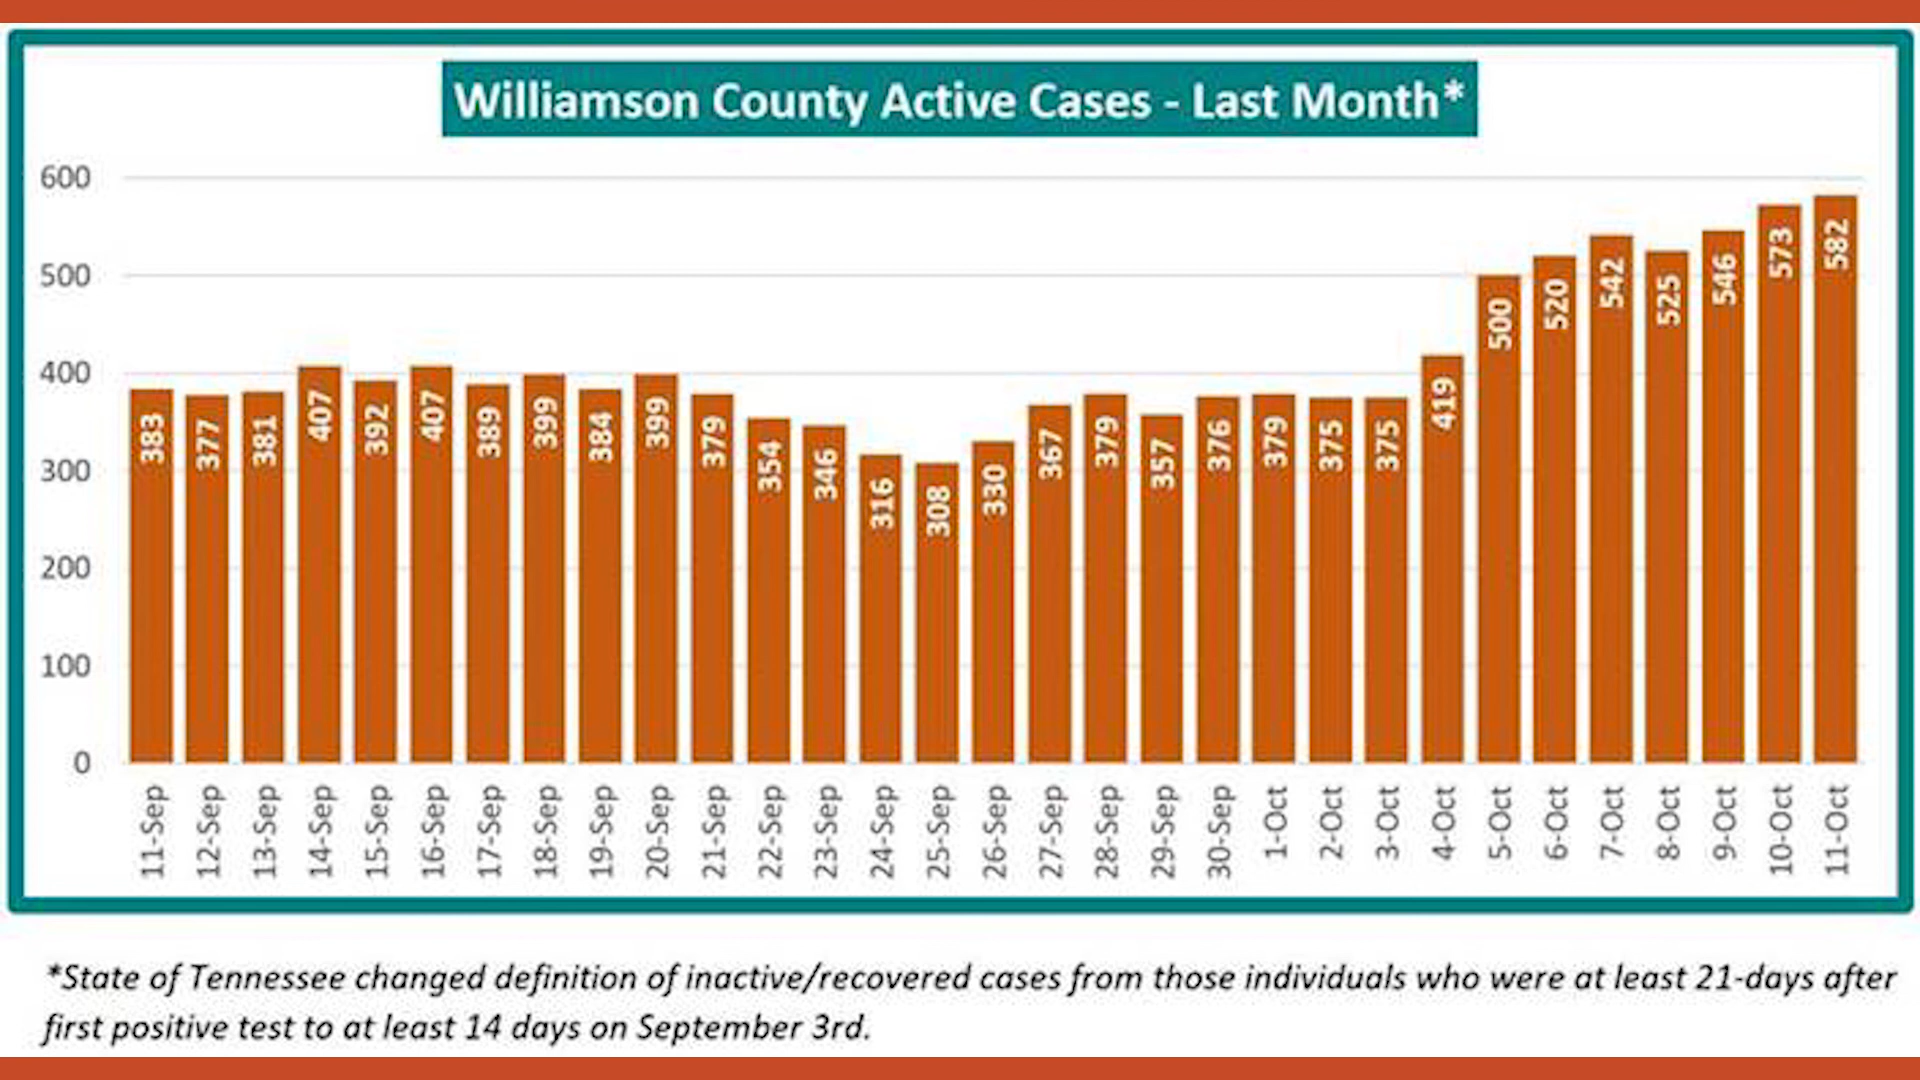 Williamson County Active Cases - Last Month*
600
500
400
300
200
100
0
383
377
381
407
392
407
389
399
384
399
379
354
346
316
308
330
367
379
357
376
379
375
375
419
500
520
542
525
546
573
582
11-Sep
12-Sep
13-Sep
14-Sep
15-Sep
16-Sep
17-Sep
18-Sep
19-Sep
20-Sep
21-Sep
22-Sep
23-Sep
24-Sep
25-Sep
26-Sep
27-Sep
28-Sep
29-Sep
30-Sep
1-Oct
2-Oct
3-Oct
4-Oct
5-Oct
6-Oct
7-Oct
8-Oct
9-Oct
10-Oct
11-Oct
*State of Tennessee changed definition of inactive/recovered cases from those individuals who were at least 21-days after
first positive test to at least 14 days on September 3rd.